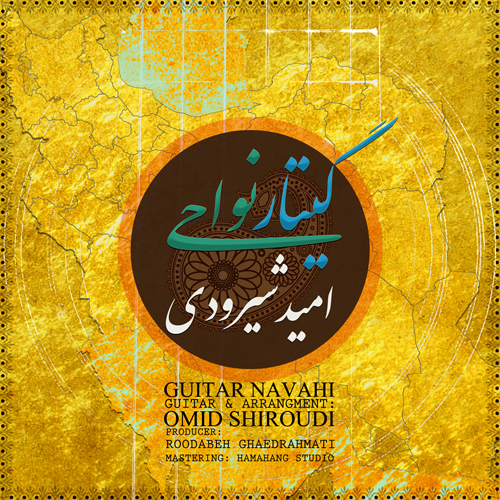 گیتار نواحی
امید شیرودی
GUITAR NAVAHI
GUITAR & ARRANGMENT:
OMID SHIROUDI
PRODUCER:
ROODABEH GHAEDRAHMATI
MASTERING: HAMAHANG STUDIO